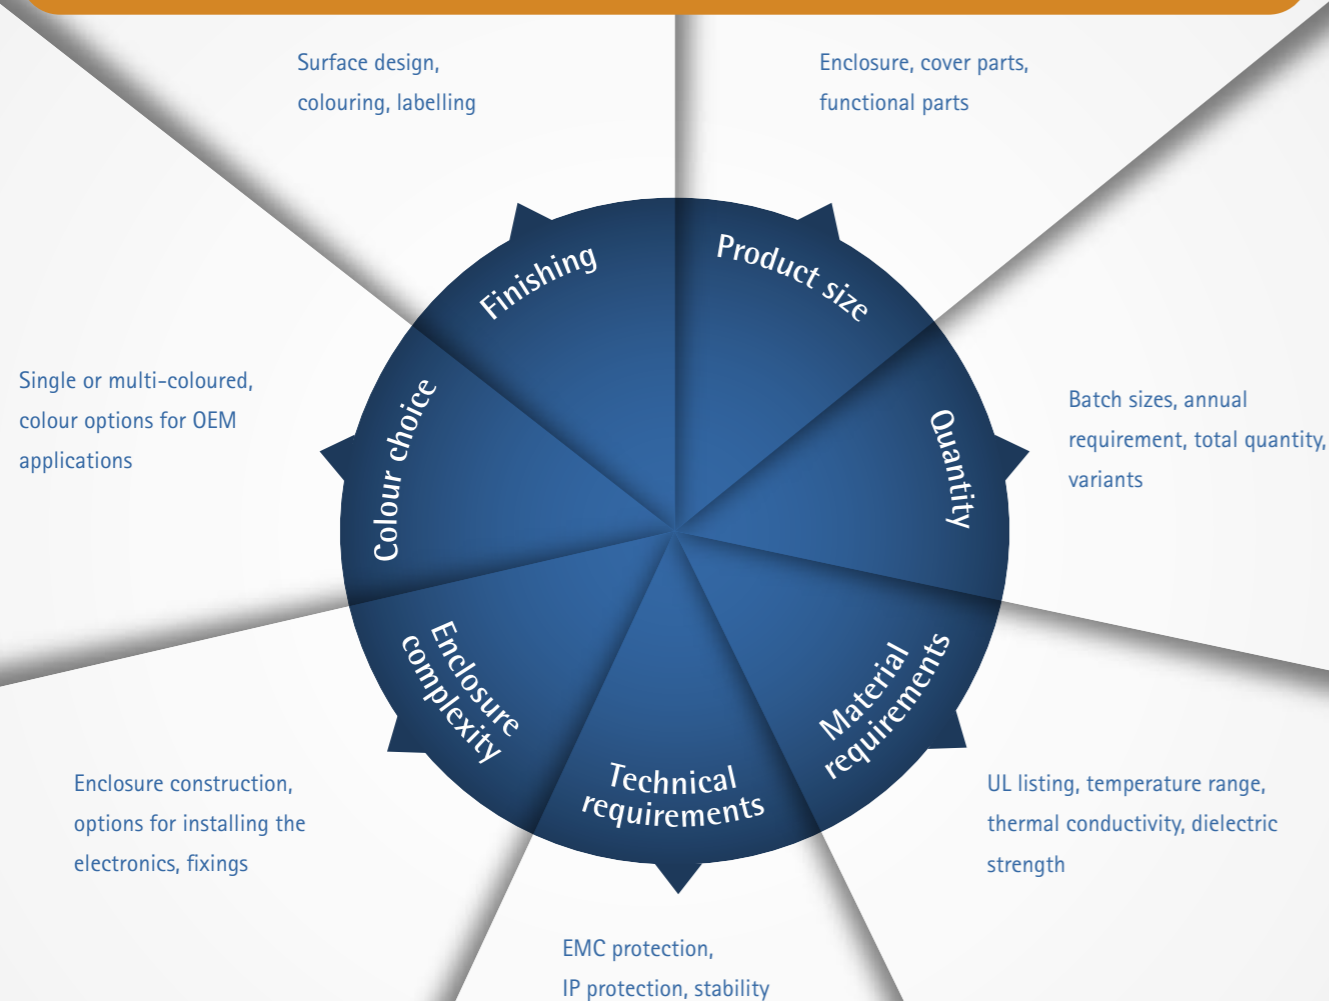 Surface design,
colouring, labelling
Enclosure, cover parts,
functional parts
Finishing
Product size
Single or multi-coloured,
colour options for OEM
applications
Colour choice
Quantity
Batch sizes, annual
requirement, total quantity,
variants
Enclosure
complexity
Material
requirements
Technical
requirements
Enclosure construction,
options for installing the
electronics, fixings
UL listing, temperature range,
thermal conductivity, dielectric
strength
EMC protection,
IP protection, stability